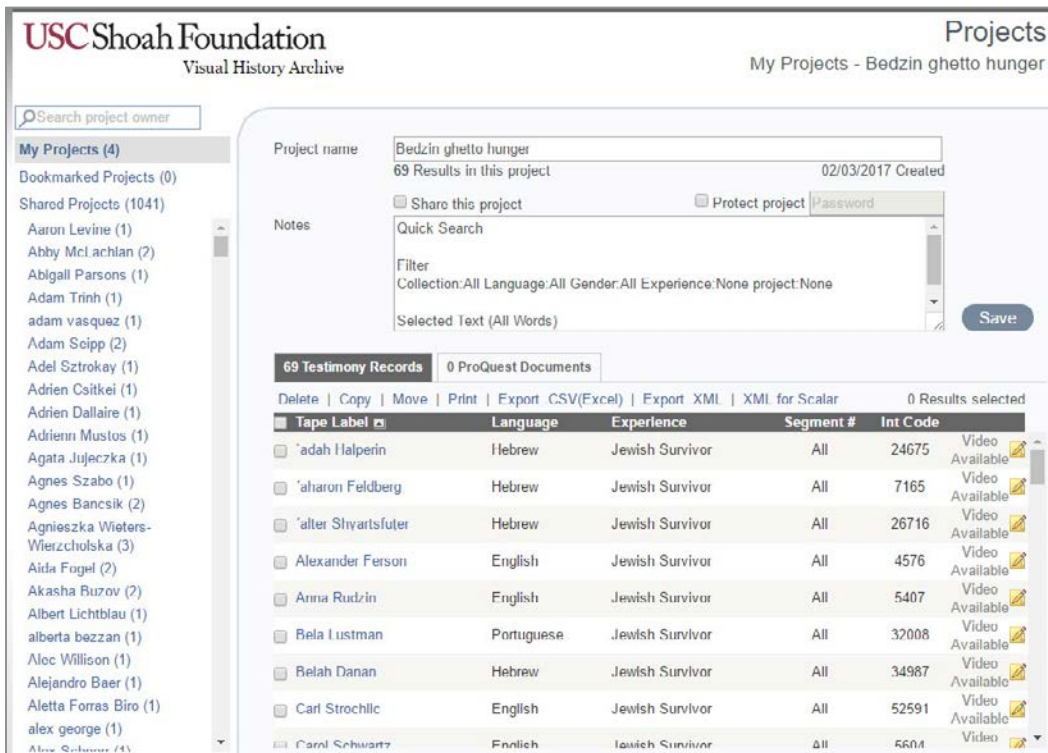 USC Shoah Foundation
Visual History Archive
Projects
My Projects - Bedzin ghetto hunger
Search project owner
My Projects (4)
Bookmarked Projects (0)
Shared Projects (1041)
Aaron Levine (1)
Abby McLachlan (2)
Abigail Parsons (1)
Adam Trinh (1)
adam vasquez (1)
Adam Seipp (2)
Adel Sztrokay (1)
Adrien Csitkei (1)
Adrien Dallaire (1)
Adrienn Mustos (1)
Agata Jujeczka (1)
Agnes Szabo (1)
Agnes Bancsik (2)
Agnieszka Wieters-
Wierzcholska (3)
Aida Fogel (2)
Akasha Buzov (2)
Albert Lichtblau (1)
alberta bezzan (1)
Alec Willison (1)
Alejandro Baer (1)
Aletta Forras Biro (1)
alex george (1)
Project name Bedzin ghetto hunger
69 Results in this project 02/03/2017 Created
Share this project Protect project Password
Notes Quick Search
Filter
Collection:All Language:All Gender:All Experience:None project:None
Selected Text (All Words)
Save
69 Testimony Records 0 ProQuest Documents
Delete | Copy | Move | Print | Export CSV(Excel) | Export XML | XML for Scalar 0 Results selected
Tape Label Language Experience Segment # Int Code
'adah Halperin Hebrew Jewish Survivor All 24675 Video Available
'aharon Feldberg Hebrew Jewish Survivor All 7165 Video Available
'alter Shvartsfuter Hebrew Jewish Survivor All 26716 Video Available
Alexander Ferson English Jewish Survivor All 4576 Video Available
Anna Rudzin English Jewish Survivor All 5407 Video Available
Bela Lustman Portuguese Jewish Survivor All 32008 Video Available
Belah Danan Hebrew Jewish Survivor All 34987 Video Available
Carl Strochlic English Jewish Survivor All 52591 Video Available
Carol Schwartz English Jewish Survivor All 5604 Video